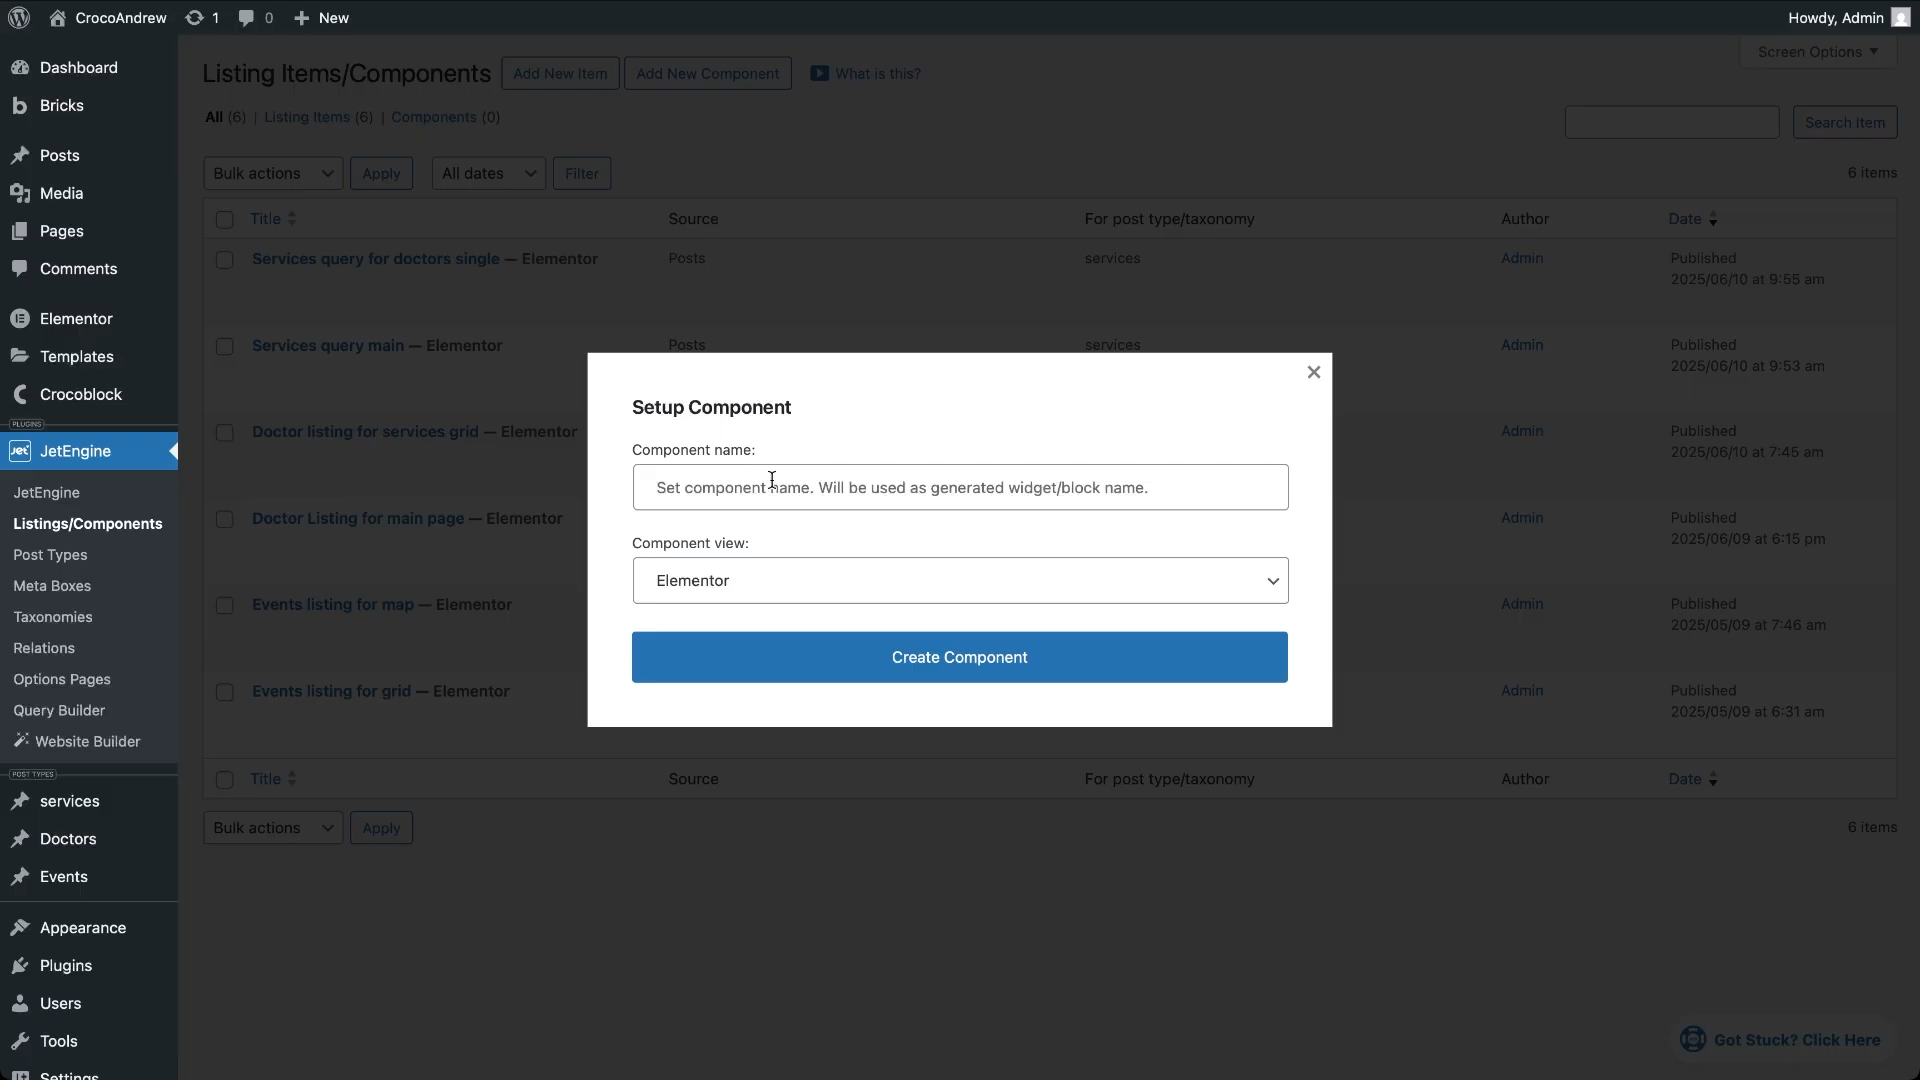 CrocoAndrew 1 0 + New Howdy, Admin
Dashboard
Bricks
Posts
Media
Pages
Comments
Elementor
Templates
Crocoblock
PLUGINS
JetEngine
JetEngine
Listings/Components
Post Types
Meta Boxes
Taxonomies
Relations
Options Pages
Query Builder
Website Builder
POST TYPES
services
Doctors
Events
Appearance
Plugins
Users
Tools
Settings
Screen Options
Listing Items/Components Add New Item Add New Component What is this?
All (6) | Listing Items (6) | Components (0)
Search Item
Bulk actions Apply All dates Filter 6 items
Title Source For post type/taxonomy Author Date
Services query for doctors single — Elementor Posts services Admin Published
2025/06/10 at 9:55 am
Services query main — Elementor Posts services Admin Published
2025/06/10 at 9:53 am
Doctor listing for services grid — Elementor Admin Published
2025/06/10 at 7:45 am
Doctor Listing for main page — Elementor Admin Published
2025/06/09 at 6:15 pm
Events listing for map — Elementor Admin Published
2025/05/09 at 7:46 am
Events listing for grid — Elementor Admin Published
2025/05/09 at 6:31 am
Title Source For post type/taxonomy Author Date
Bulk actions Apply 6 items
Setup Component
Component name:
Set component name. Will be used as generated widget/block name.
Component view:
Elementor
Create Component
Got Stuck? Click Here